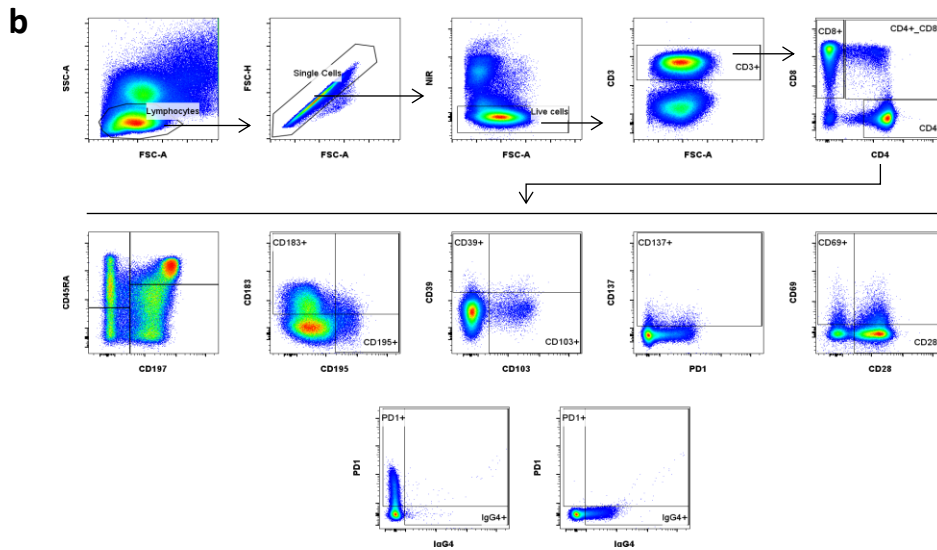 b
SSC-A
Lymphocytes
FSC-A
FSC-H
Single Cells
FSC-A
NIR
Live cells
FSC-A
CD3
CD3+
FSC-A
CD8
CD8+
CD4+_CD8
CD4
CD4
CD45RA
CD197
CD183
CD183+
CD195+
CD195
CD39
CD39+
CD103+
CD103
CD137
CD137+
PD1
CD69
CD69+
CD28
CD28
PD1
PD1+
IgG4+
IgG4
PD1
PD1+
IgG4+
IgG4